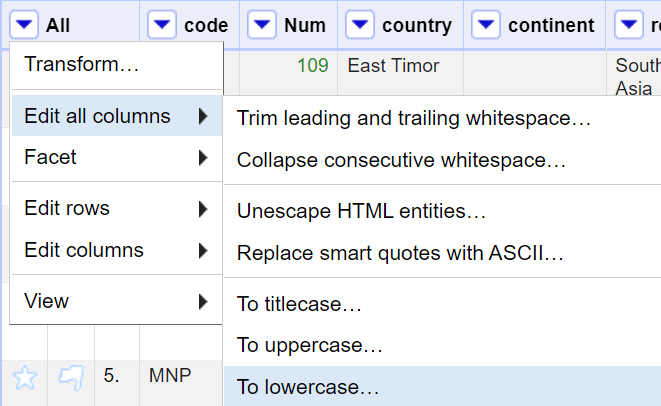 All code Num country continent
Transform…
109 East Timor South
Asia
Edit all columns
Trim leading and trailing whitespace…
Facet
Collapse consecutive whitespace…
Edit rows
Unescape HTML entities…
Edit columns
Replace smart quotes with ASCII…
View
To titlecase…
To uppercase…
5. MNP
To lowercase…